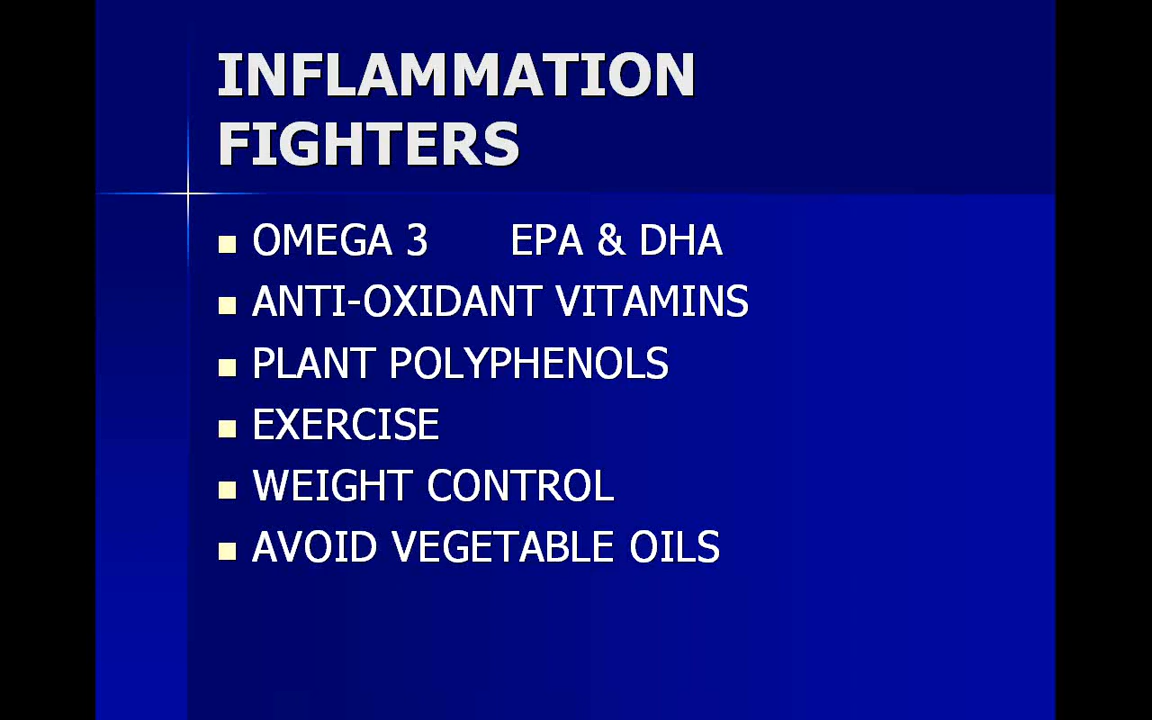 INFLAMMATION
FIGHTERS
OMEGA 3 EPA & DHA
ANTI-OXIDANT VITAMINS
PLANT POLYPHENOLS
EXERCISE
WEIGHT CONTROL
AVOID VEGETABLE OILS